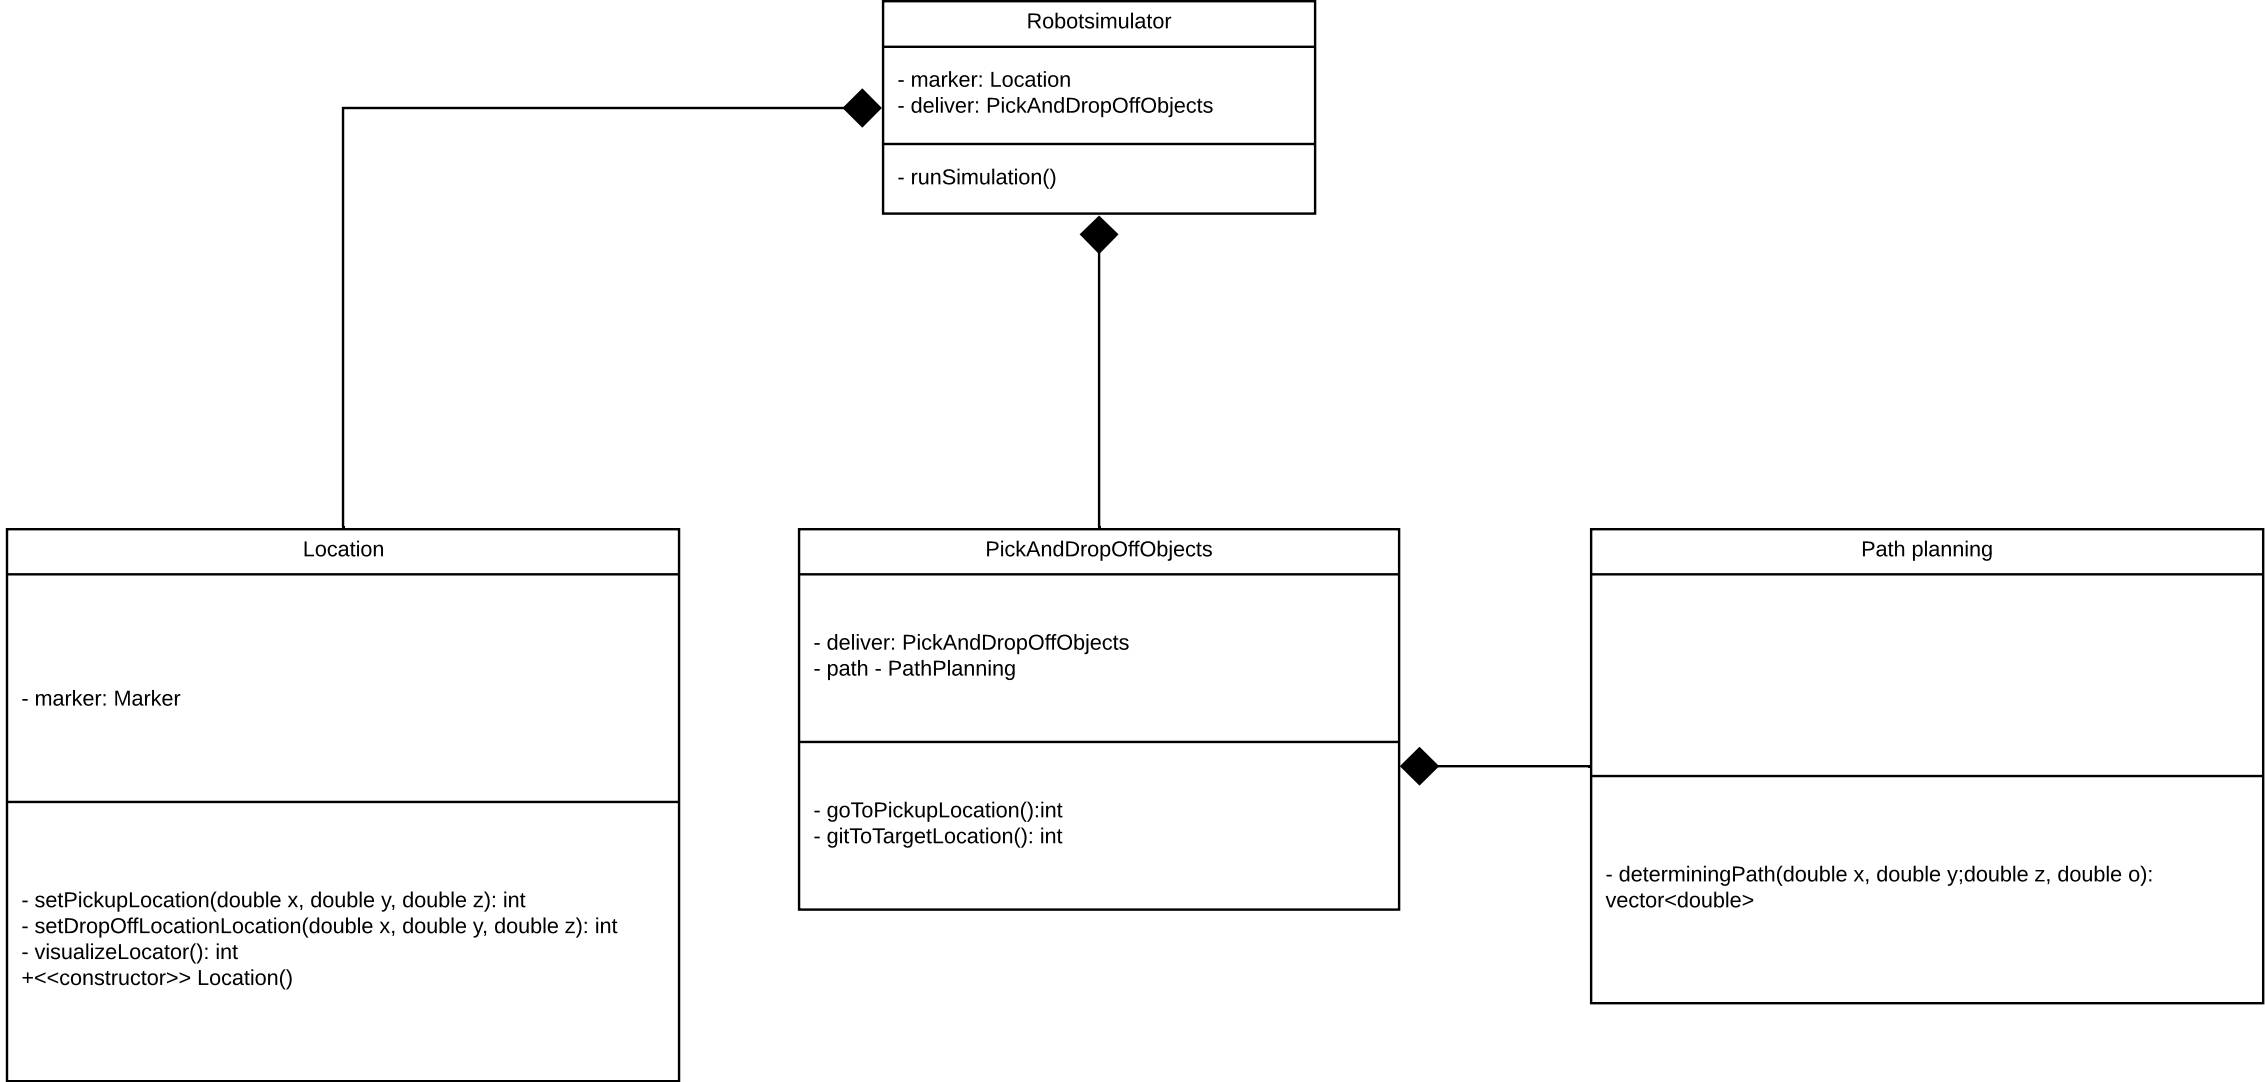 Robotsimulator
- marker: Location
- deliver: PickAndDropOffObjects
- runSimulation()
Location
- marker: Marker
- setPickupLocation(double x, double y, double z): int
- setDropOffLocationLocation(double x, double y, double z): int
- visualizeLocator(): int
+<<constructor>> Location()
PickAndDropOffObjects
- deliver: PickAndDropOffObjects
- path - PathPlanning
- goToPickupLocation():int
- gitToTargetLocation(): int
Path planning
- determiningPath(double x, double y;double z, double o):
vector<double>